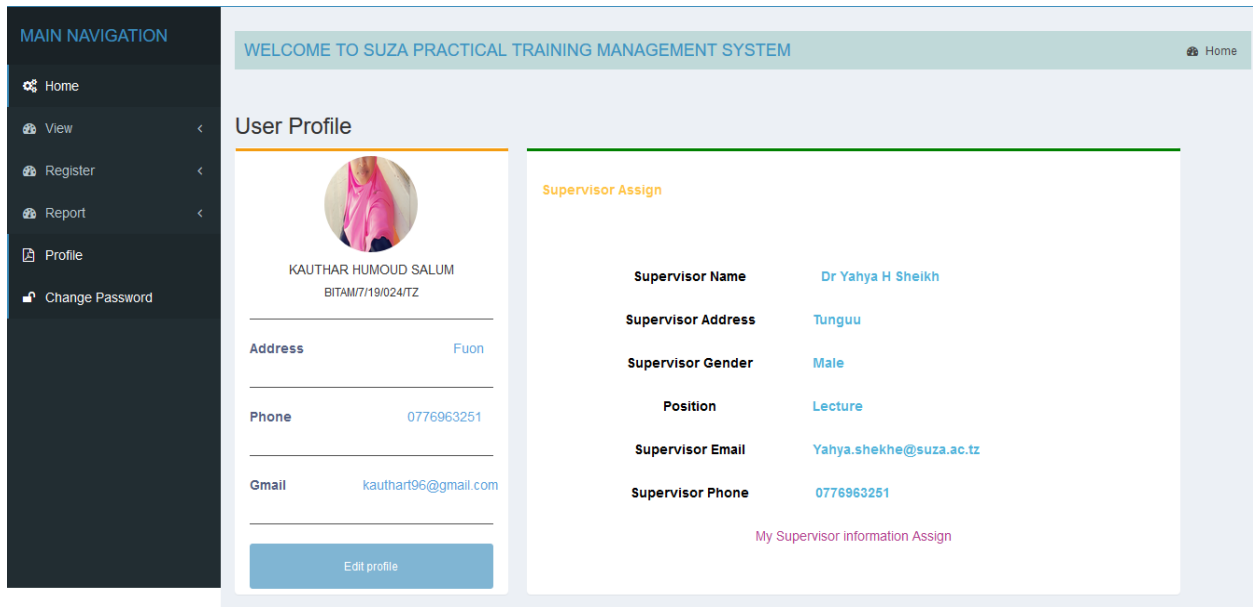 MAIN NAVIGATION
Home
View
Register
Report
Profile
Change Password
WELCOME TO SUZA PRACTICAL TRAINING MANAGEMENT SYSTEM
Home
User Profile
KAUTHAR HUMOUD SALUM
BITAM/7/19/024/TZ
Address Fuon
Phone 0776963251
Gmail kauthart96@gmail.com
Edit profile
Supervisor Assign
Supervisor Name Dr Yahya H Sheikh
Supervisor Address Tunguu
Supervisor Gender Male
Position Lecture
Supervisor Email Yahya.shekhe@suza.ac.tz
Supervisor Phone 0776963251
My Supervisor information Assign